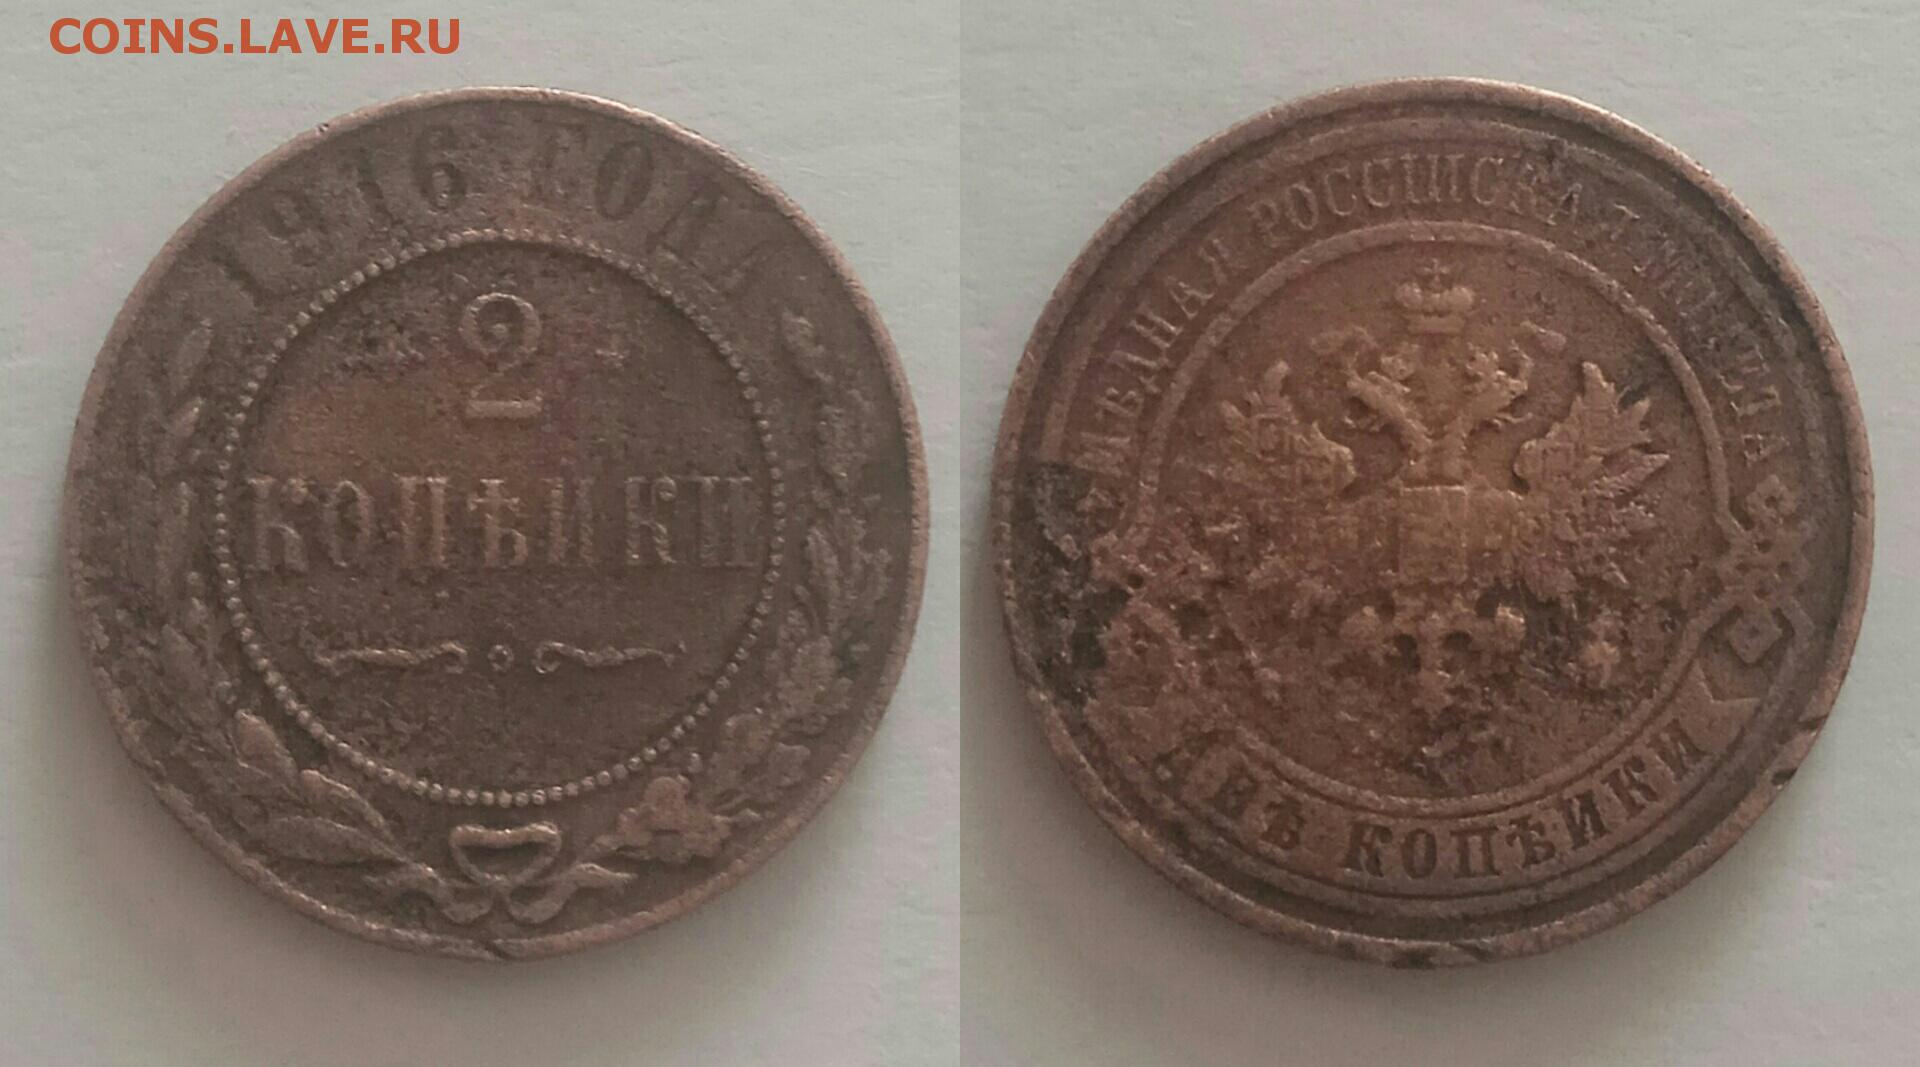 COINS.LAVE.RU
1916 ГОДА
2
КОПѢЙКИ
МѢДНАЯ РОССІЙСКАЯ МОНЕТА
ДВѢ КОПѢЙКИ